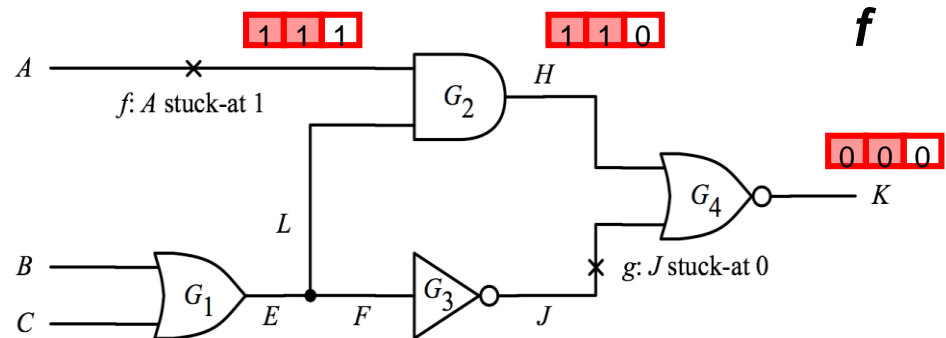 1 1 1
1 1 0
f
A
H
G2
f: A stuck-at 1
0 0 0
G4
K
L
B
G1
G3
g: J stuck-at 0
C
E
F
J